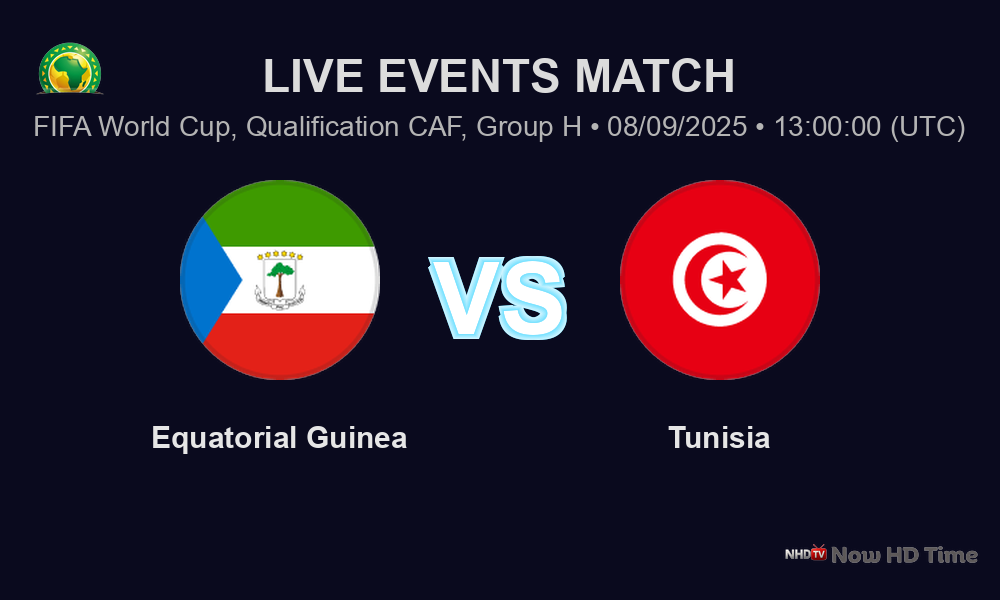 LIVE EVENTS MATCH
FIFA World Cup, Qualification CAF, Group H • 08/09/2025 • 13:00:00 (UTC)
VS
Equatorial Guinea
Tunisia
NHDTV Now HD Time